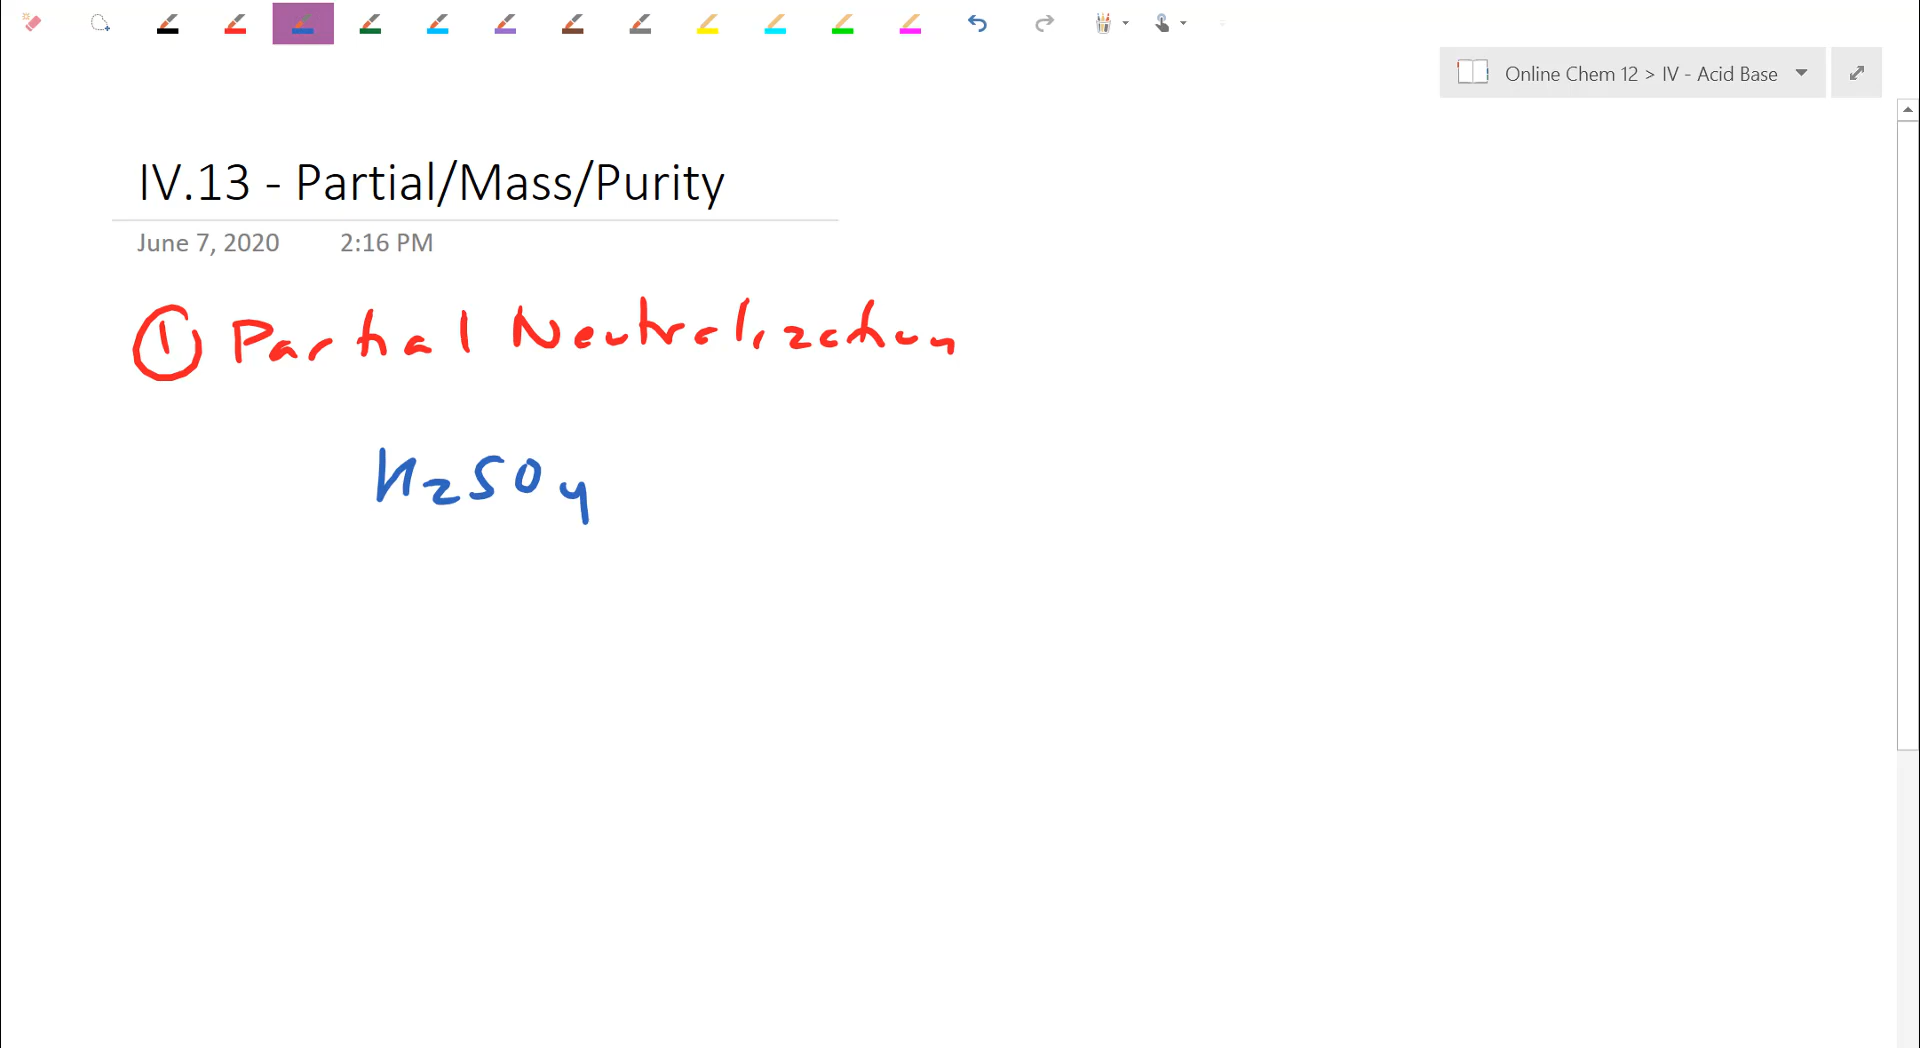 Online Chem 12 > IV - Acid Base
IV.13 - Partial/Mass/Purity
June 7, 2020 2:16 PM
① Partial Neutralization
H₂SO₄